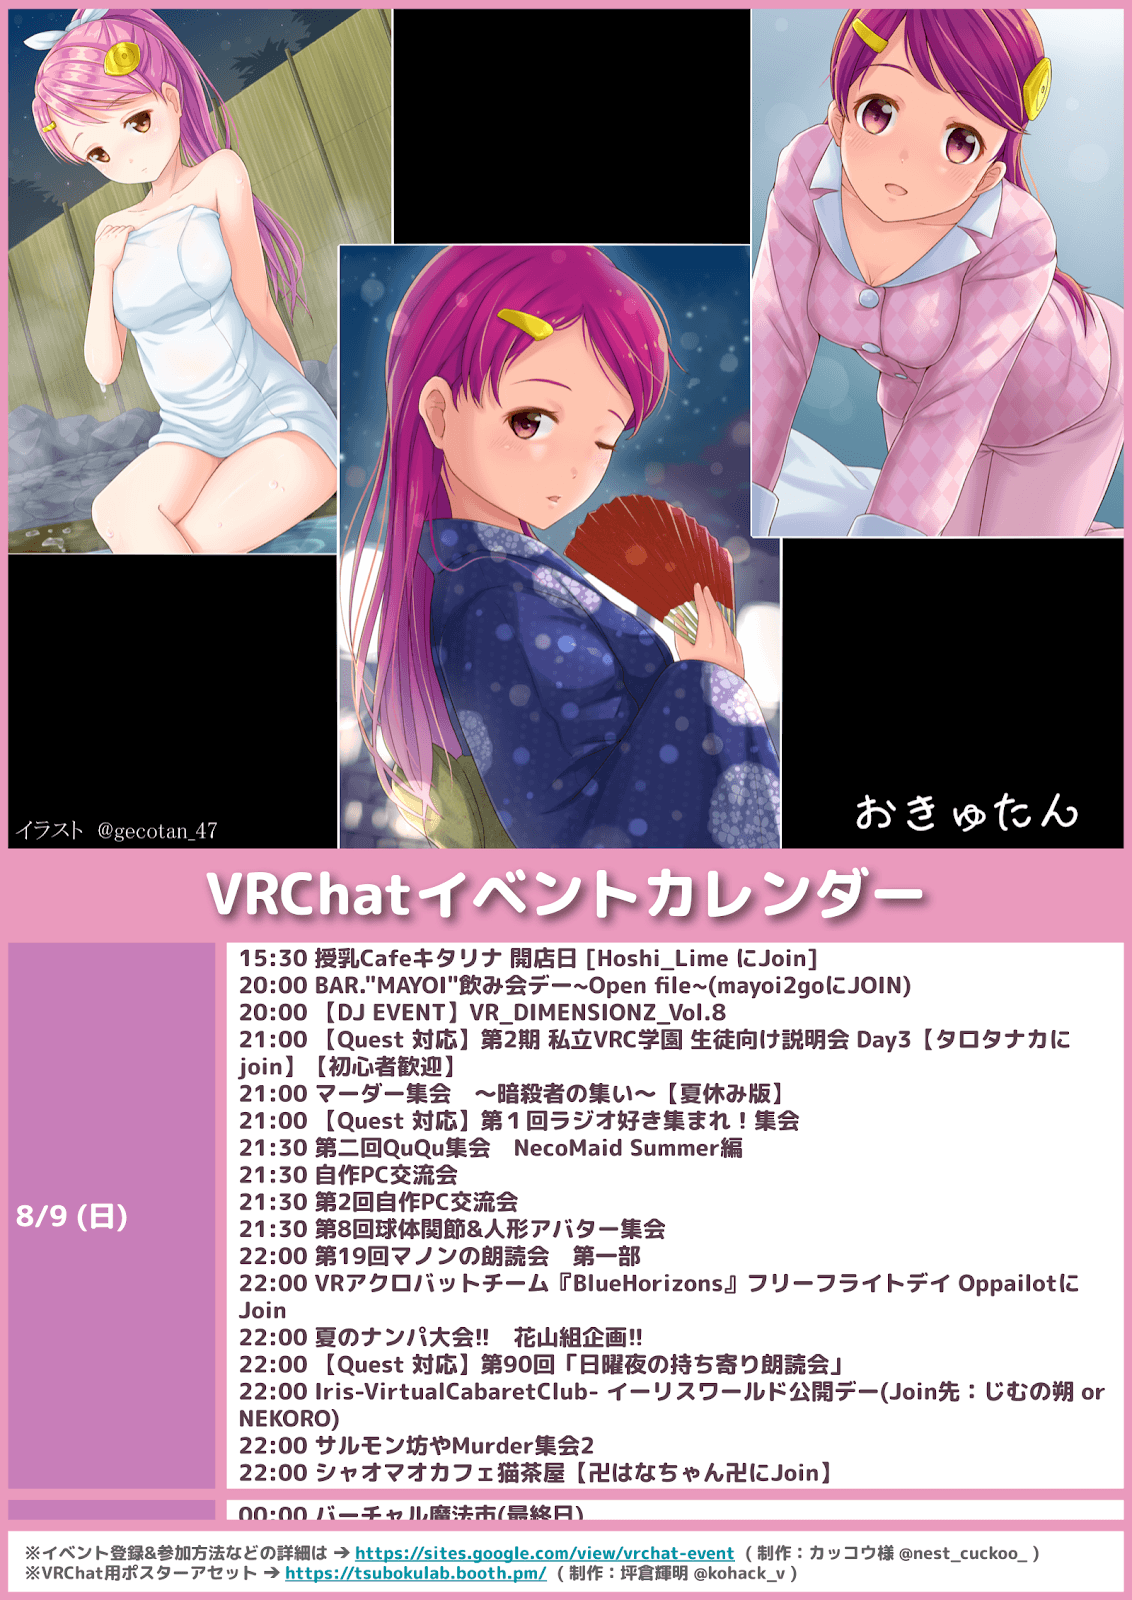 イラスト @gecotan_47
おきゅたん
VRChatイベントカレンダー
8/9 (日)
15:30 授乳Cafeキタリナ 開店日 [Hoshi_Lime にJoin]
20:00 BAR."MAYOI"飲み会デー~Open file~(mayoi2goにJOIN)
20:00 【DJ EVENT】VR_DIMENSIONZ_Vol.8
21:00 【Quest 対応】第2期 私立VRC学園 生徒向け説明会 Day3【タロタナカに
join】【初心者歓迎】
21:00 マーダー集会　～暗殺者の集い～【夏休み版】
21:00 【Quest 対応】第１回ラジオ好き集まれ！集会
21:30 第二回QuQu集会　NecoMaid Summer編
21:30 自作PC交流会
21:30 第2回自作PC交流会
21:30 第8回球体関節&人形アバター集会
22:00 第19回マノンの朗読会　第一部
22:00 VRアクロバットチーム『BlueHorizons』フリーフライトデイ Oppailotに
Join
22:00 夏のナンパ大会!!　花山組企画!!
22:00 【Quest 対応】第90回「日曜夜の持ち寄り朗読会」
22:00 Iris-VirtualCabaretClub- イーリスワールド公開デー(Join先：じむの朔 or
NEKORO)
22:00 サルモン坊やMurder集会2
22:00 シャオマオカフェ猫茶屋【卍はなちゃん卍にJoin】
00:00 バーチャル魔法市(最終日)
※イベント登録&参加方法などの詳細は → https://sites.google.com/view/vrchat-event ( 制作：カッコウ様 @nest_cuckoo_ )
※VRChat用ポスターアセット → https://tsubokulab.booth.pm/ ( 制作：坪倉輝明 @kohack_v )